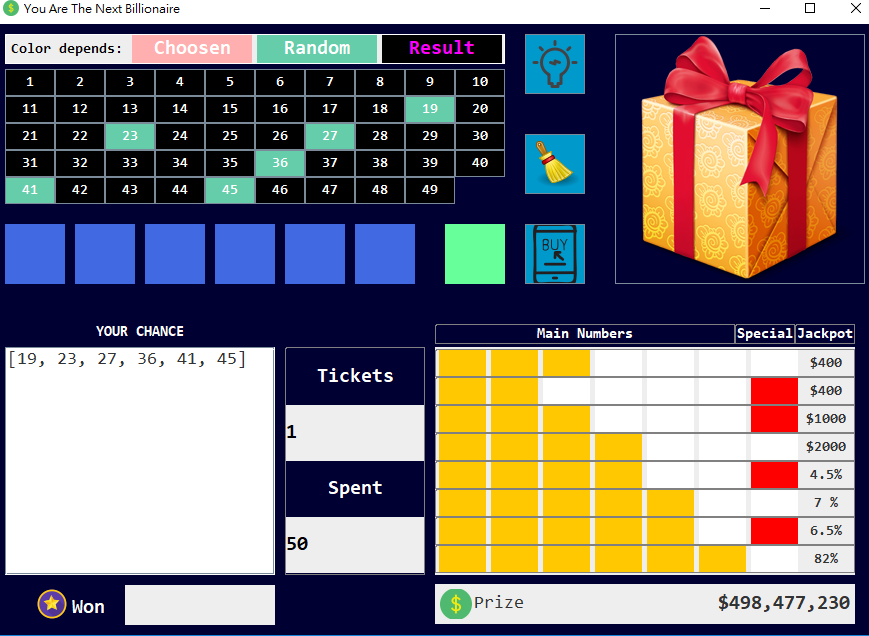 You Are The Next Billionaire
Color depends: Choosen Random Result
1 2 3 4 5 6 7 8 9 10
11 12 13 14 15 16 17 18 19 20
21 22 23 24 25 26 27 28 29 30
31 32 33 34 35 36 37 38 39 40
41 42 43 44 45 46 47 48 49
BUY
YOUR CHANCE
[19, 23, 27, 36, 41, 45]
Tickets
1
Spent
50
Main Numbers Special Jackpot
$400
$400
$1000
$2000
4.5%
7 %
6.5%
82%
Won
$ Prize $498,477,230